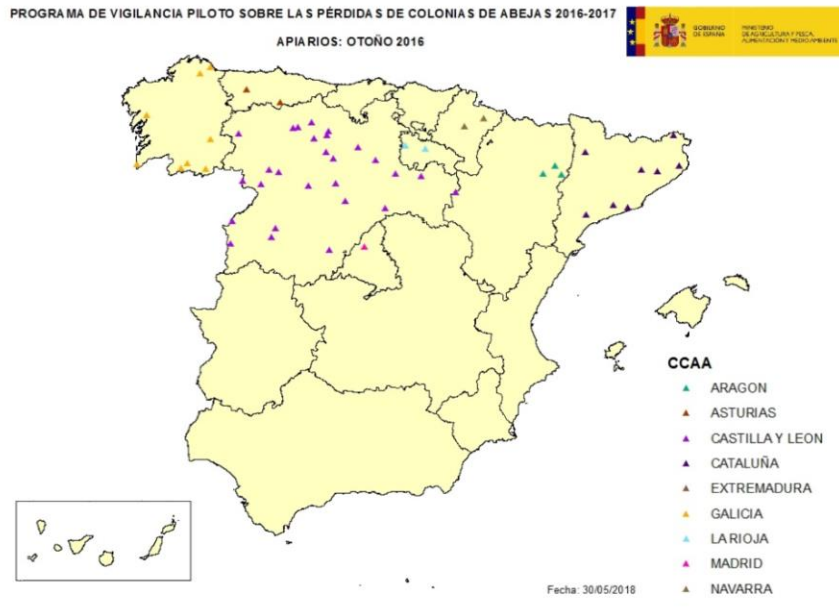 PROGRAMA DE VIGILANCIA PILOTO SOBRE LAS PÉRDIDAS DE COLONIAS DE ABEJAS 2016-2017
APIARIOS: OTOÑO 2016
GOBIERNO
DE ESPAÑA
MINISTERIO
DE AGRICULTURA Y PESCA,
ALIMENTACIÓN Y MEDIO AMBIENTE
CCAA
ARAGON
ASTURIAS
CASTILLA Y LEON
CATALUÑA
EXTREMADURA
GALICIA
LA RIOJA
MADRID
NAVARRA
Fecha: 30/05/2018